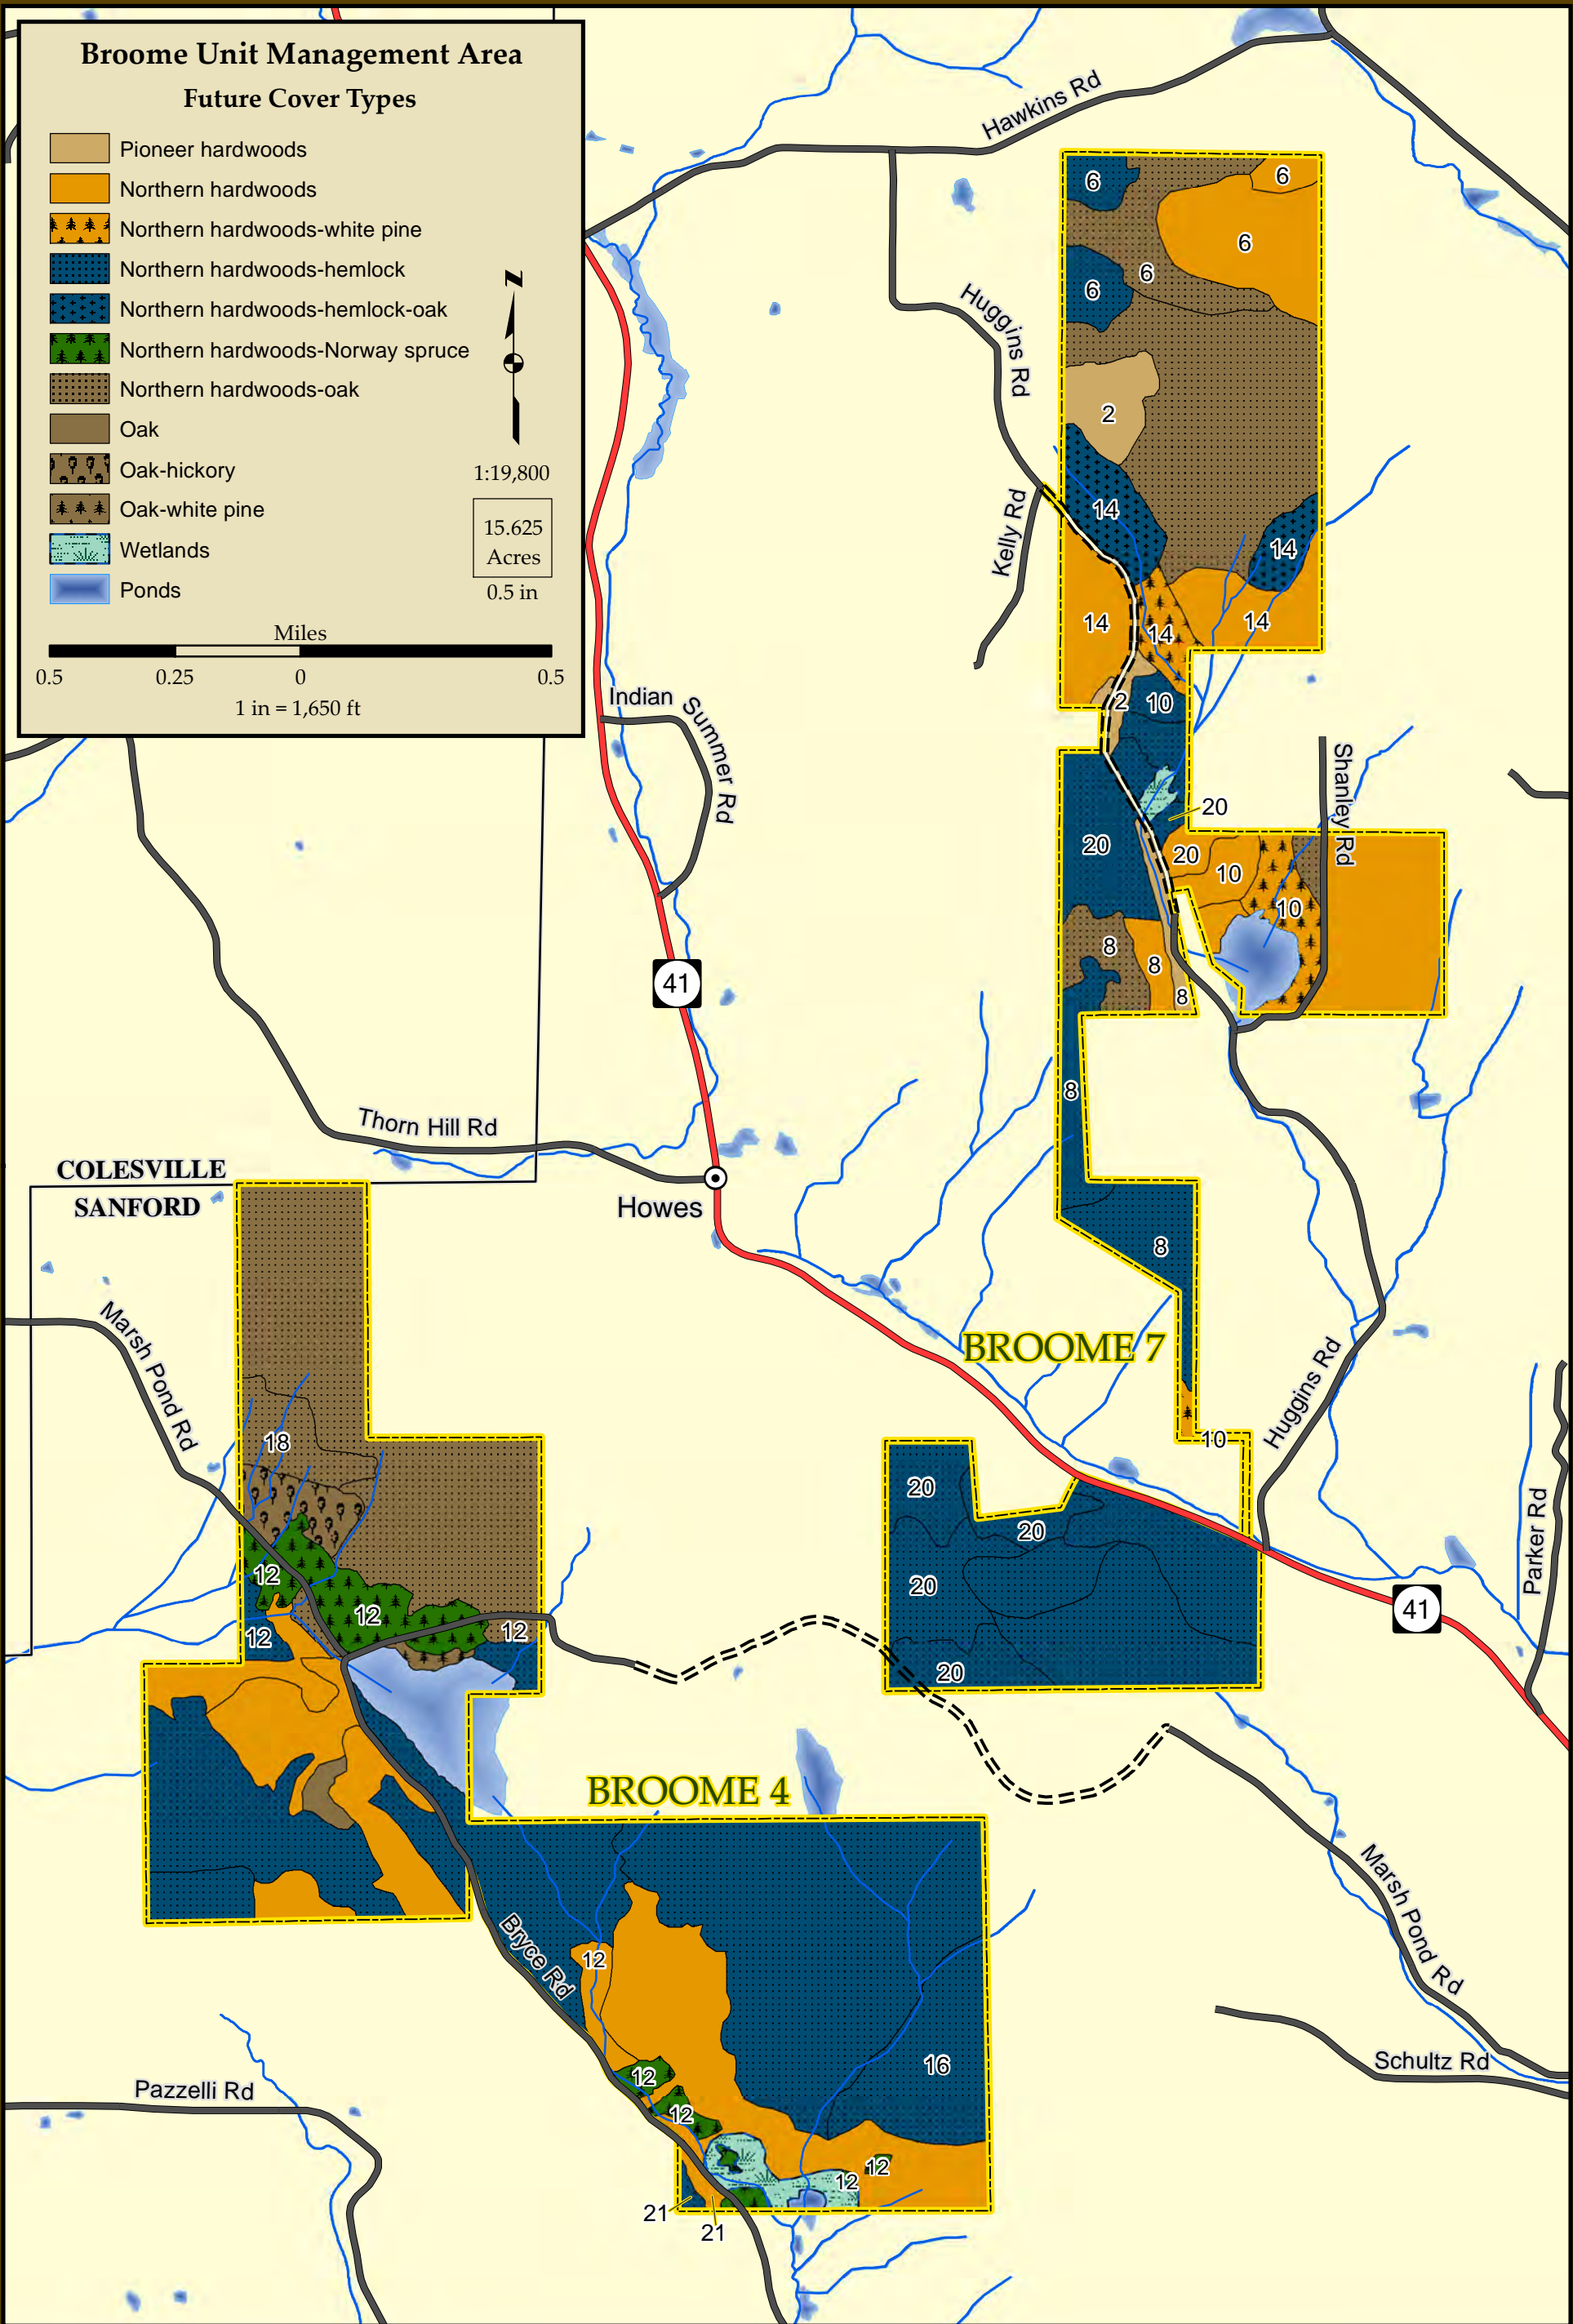 Broome Unit Management Area
Future Cover Types
Pioneer hardwoods
Northern hardwoods
Northern hardwoods-white pine
Northern hardwoods-hemlock
Northern hardwoods-hemlock-oak
Northern hardwoods-Norway spruce
Northern hardwoods-oak
Oak
Oak-hickory
Oak-white pine
Wetlands
Ponds
N
1:19,800
15.625
Acres
0.5 in
Miles
0.5 0.25 0 0.5
1 in = 1,650 ft
Hawkins Rd
6 6
6
6
6
Huggins Rd
2
14
Kelly Rd
14
14 14 14
2 10
Indian Summer Rd
Shanley Rd
20
20 20 10
10
8
8
8
41
8
Thorn Hill Rd
COLESVILLE
SANFORD
Howes
8
Marsh Pond Rd
BROOME 7
Huggins Rd
10
18
20
20
Parker Rd
12
20
41
12
12
12
20
BROOME 4
Marsh Pond Rd
Bryce Rd
12
16
Schultz Rd
12
Pazzelli Rd
12
12
12
21
21